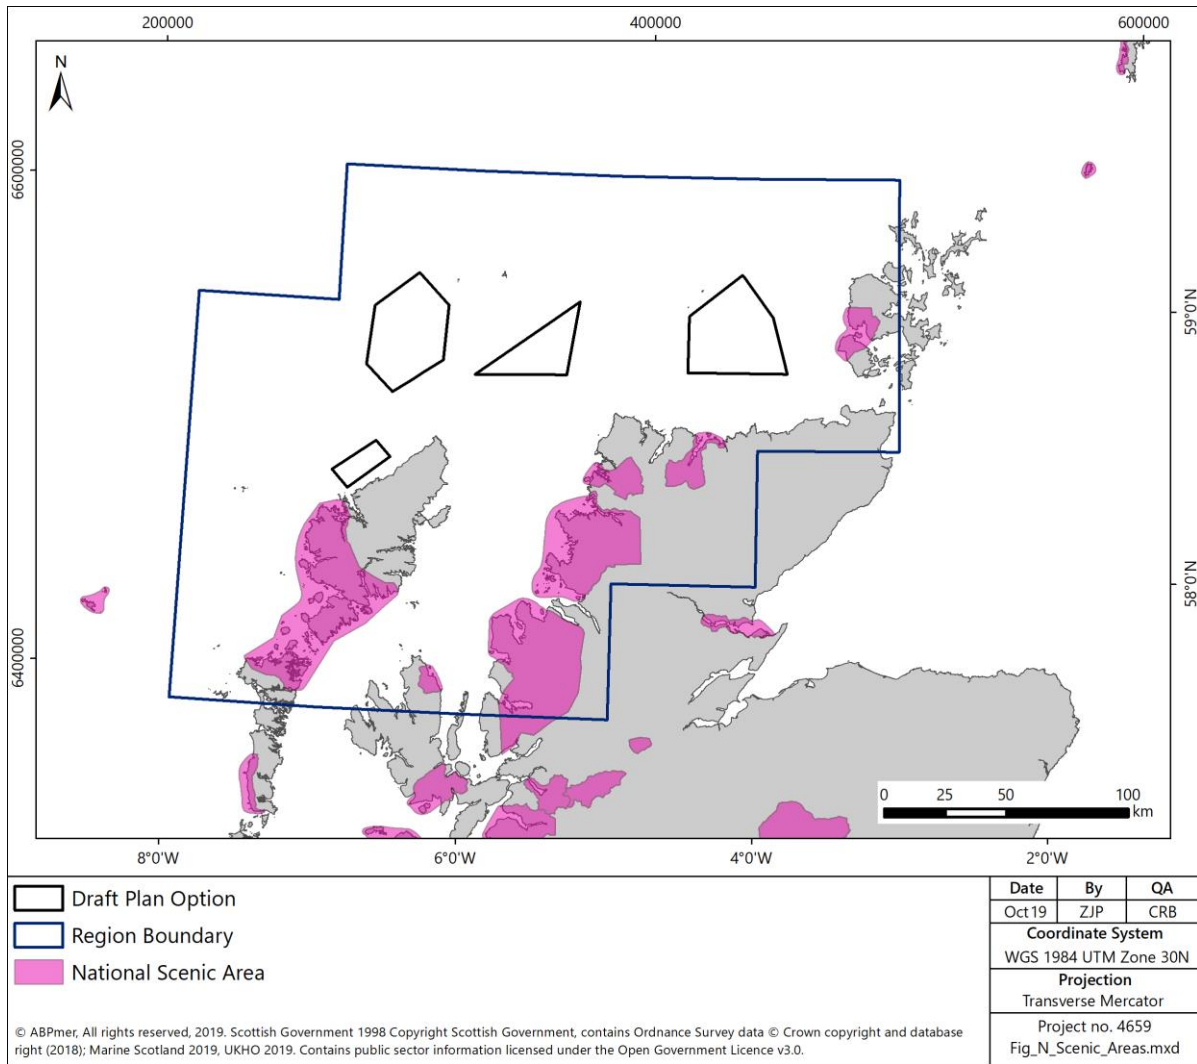 200000
400000
600000
N
6600000
6400000
59°0'N
58°0'N
0 25 50 100
km
8°0'W
6°0'W
4°0'W
2°0'W
Draft Plan Option
Region Boundary
National Scenic Area
© ABPmer, All rights reserved, 2019. Scottish Government 1998 Copyright Scottish Government, contains Ordnance Survey data © Crown copyright and database
right (2018); Marine Scotland 2019, UKHO 2019. Contains public sector information licensed under the Open Government Licence v3.0.
Date By QA
Oct 19 ZJP CRB
Coordinate System
WGS 1984 UTM Zone 30N
Projection
Transverse Mercator
Project no. 4659
Fig_N_Scenic_Areas.mxd